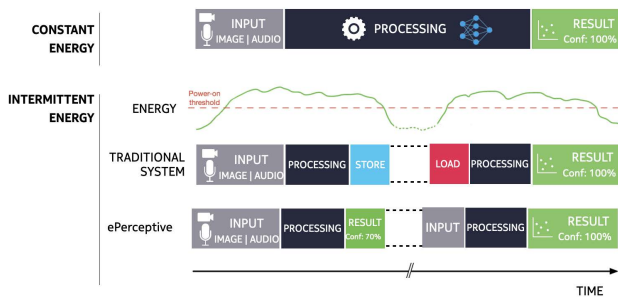 CONSTANT
ENERGY
INPUT
IMAGE | AUDIO
PROCESSING
RESULT
Conf: 100%
INTERMITTENT
ENERGY
ENERGY
Power-on
threshold
TRADITIONAL
SYSTEM
INPUT
IMAGE | AUDIO
PROCESSING
STORE
LOAD
PROCESSING
RESULT
Conf: 100%
ePerceptive
INPUT
IMAGE | AUDIO
PROCESSING
RESULT
Conf: 70%
INPUT
PROCESSING
RESULT
Conf: 100%
TIME